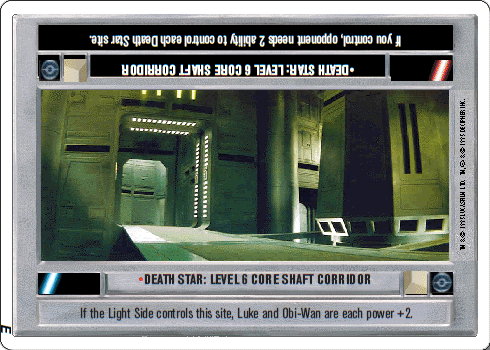 If you control, opponent needs 2 ability to control each Death Star site.
•DEATH STAR: LEVEL 6 CORE SHAFT CORRIDOR
•DEATH STAR: LEVEL 6 CORE SHAFT CORRIDOR
If the Light Side controls this site, Luke and Obi-Wan are each power +2.